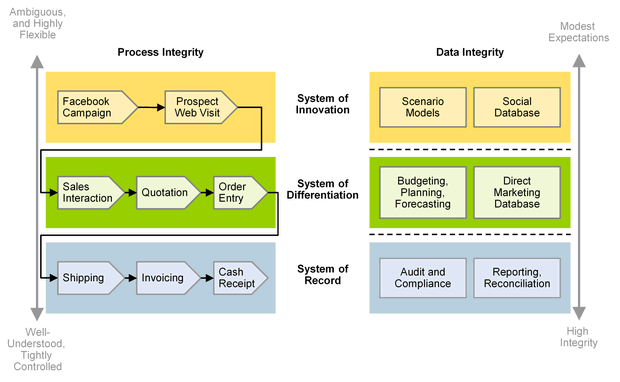 Ambiguous,
and Highly
Flexible
Process Integrity
Data Integrity
Modest
Expectations
Facebook
Campaign
Prospect
Web Visit
System of
Innovation
Scenario
Models
Social
Database
Sales
Interaction
Quotation
Order
Entry
System of
Differentiation
Budgeting,
Planning,
Forecasting
Direct
Marketing
Database
Shipping
Invoicing
Cash
Receipt
System of
Record
Audit and
Compliance
Reporting,
Reconciliation
Well-
Understood,
Tightly
Controlled
High
Integrity